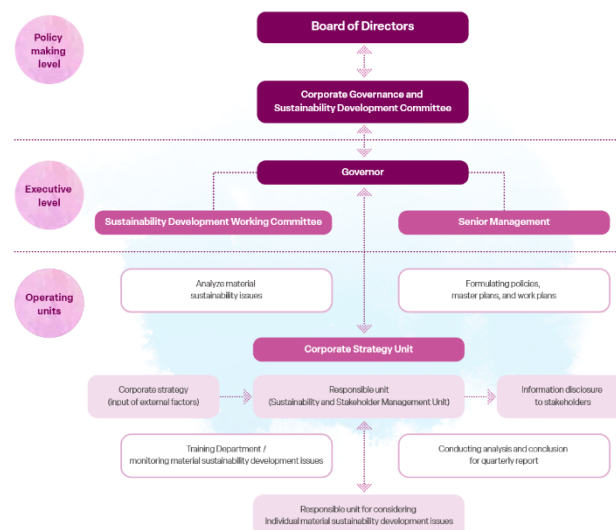 Policy
making
level
Board of Directors
Corporate Governance and
Sustainability Development Committee
Executive
level
Governor
Sustainability Development Working Committee
Senior Management
Operating
units
Analyze material
sustainability issues
Formulating policies,
master plans, and work plans
Corporate Strategy Unit
Corporate strategy
(input of external factors)
Responsible unit
(Sustainability and Stakeholder Management Unit)
Information disclosure
to stakeholders
Training Department /
monitoring material sustainability development issues
Conducting analysis and conclusion
for quarterly report
Responsible unit for considering
Individual material sustainability development issues